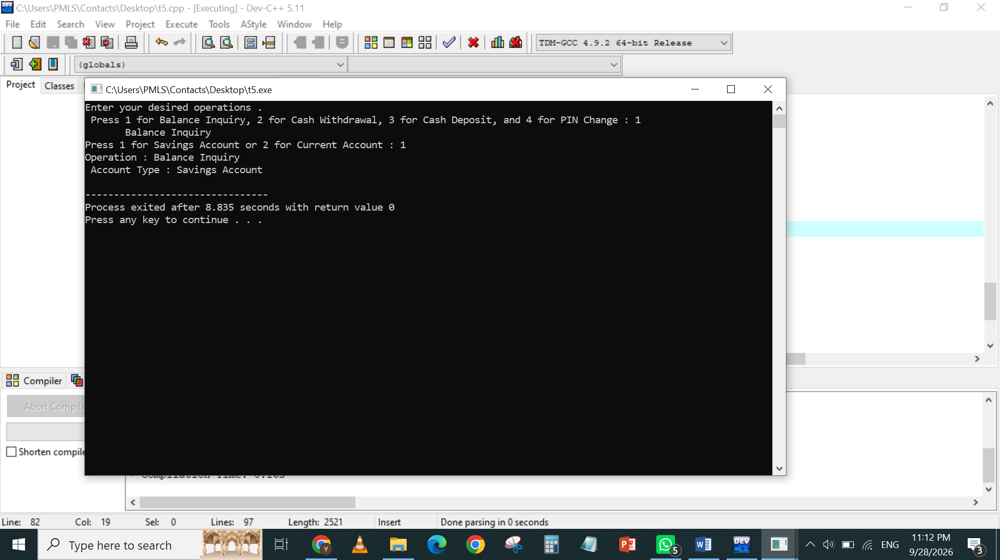 C:\Users\PMLS\Contacts\Desktop\t5.cpp - [Executing] - Dev-C++ 5.11
File Edit Search View Project Execute Tools AStyle Window Help
TDM-GCC 4.9.2 64-bit Release
(globals)
Project Classes
C:\Users\PMLS\Contacts\Desktop\t5.exe
Enter your desired operations .
Press 1 for Balance Inquiry, 2 for Cash Withdrawal, 3 for Cash Deposit, and 4 for PIN Change : 1
Balance Inquiry
Press 1 for Savings Account or 2 for Current Account : 1
Operation : Balance Inquiry
Account Type : Savings Account
--------------------------------
Process exited after 8.835 seconds with return value 0
Press any key to continue . . .
Compiler
Abort Compila
Shorten compile
Compilation Time: 0.16s
Line: 82 Col: 19 Sel: 0 Lines: 97 Length: 2521 Insert Done parsing in 0 seconds
Type here to search
Y
5
W
DEV C++
ENG
11:12 PM
9/28/2026
3